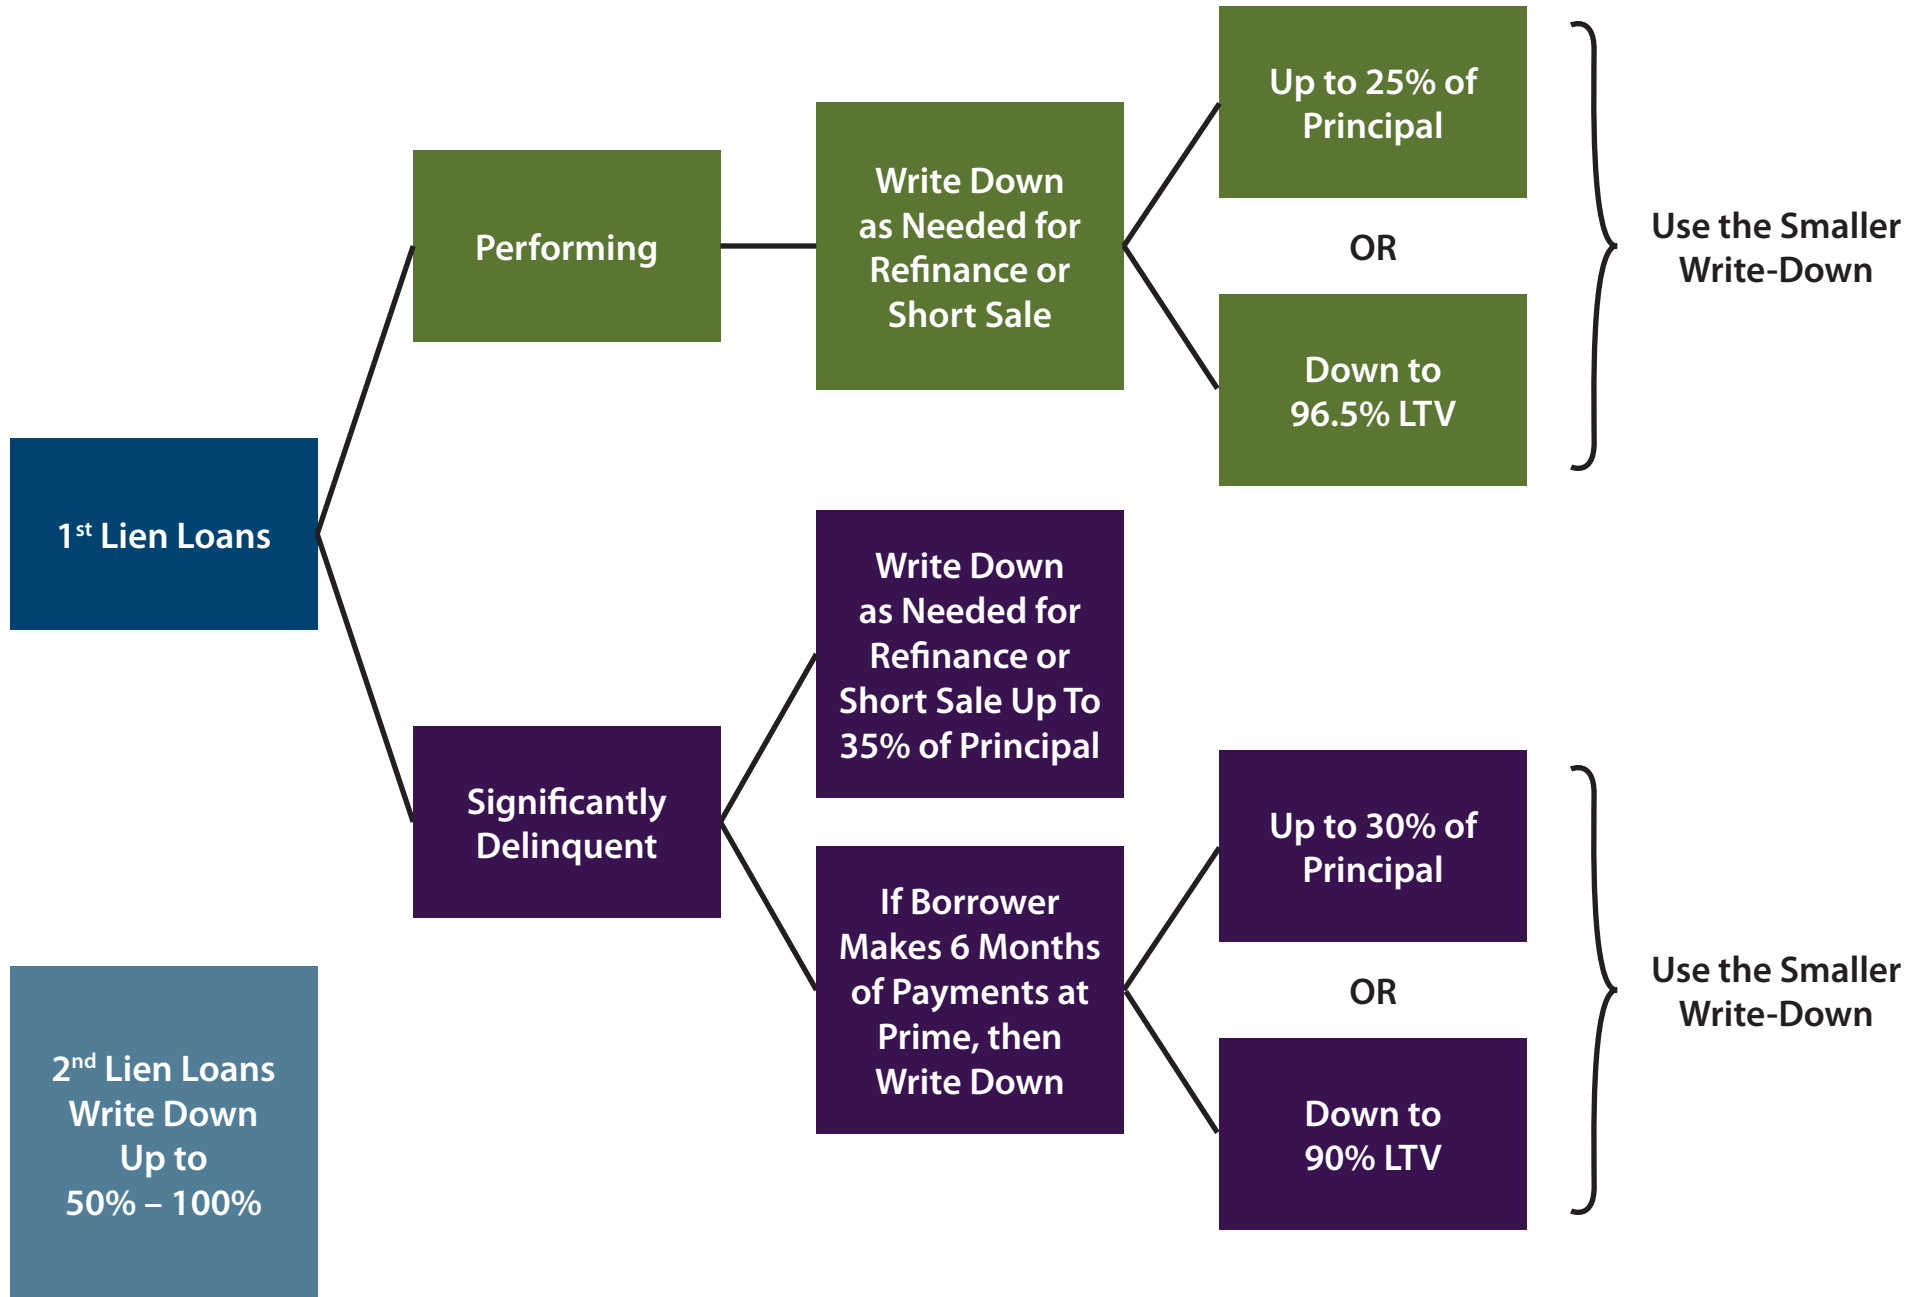 1st Lien Loans
Performing
Write Down
as Needed for
Refinance or
Short Sale
Up to 25% of
Principal
OR
Down to
96.5% LTV
Use the Smaller
Write-Down
Significantly
Delinquent
Write Down
as Needed for
Refinance or
Short Sale Up To
35% of Principal
If Borrower
Makes 6 Months
of Payments at
Prime, then
Write Down
Up to 30% of
Principal
OR
Down to
90% LTV
Use the Smaller
Write-Down
2nd Lien Loans
Write Down
Up to
50% – 100%